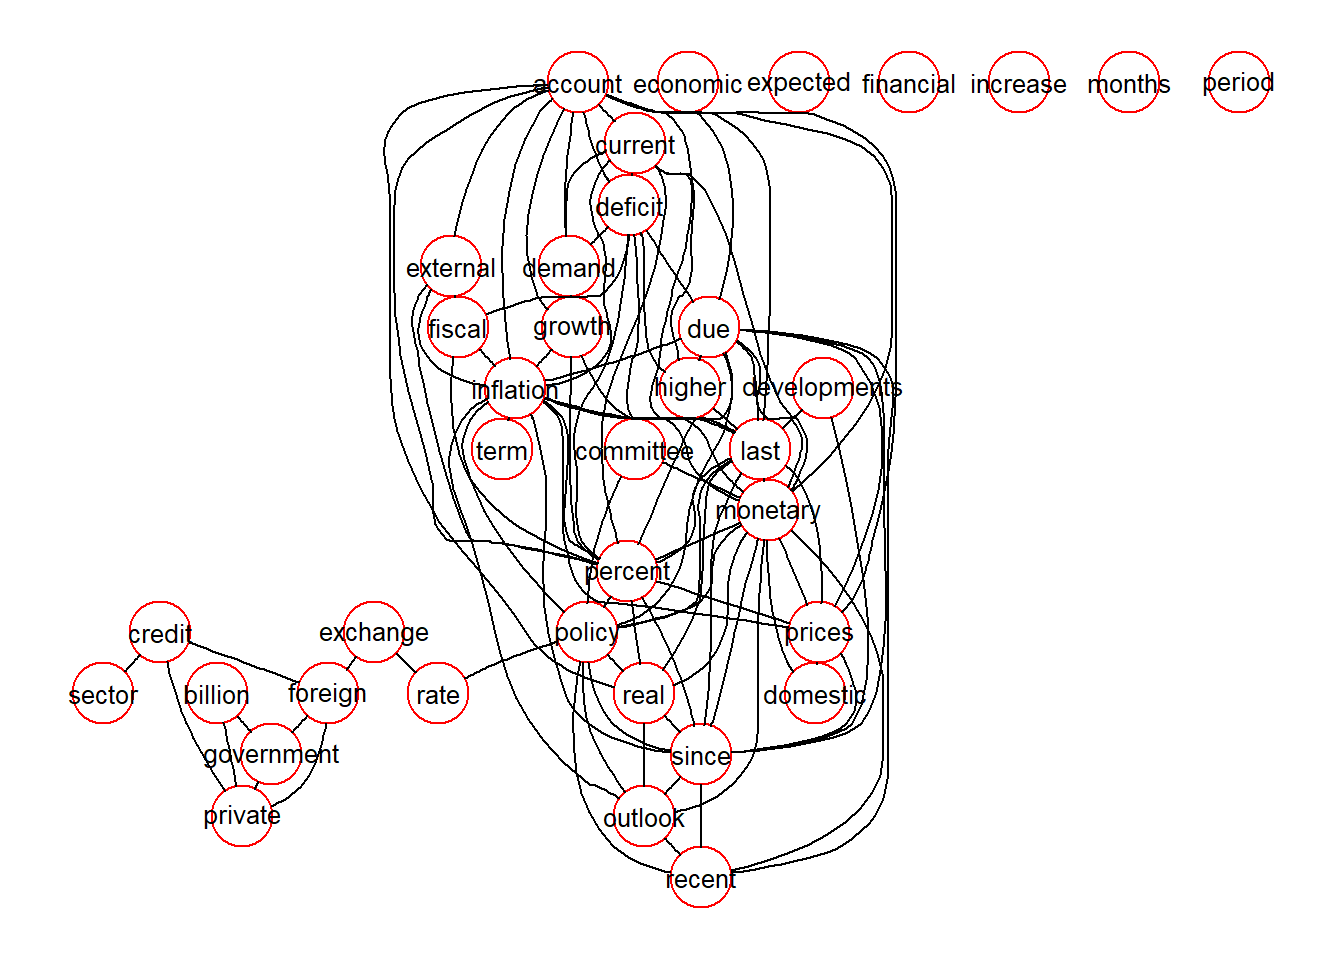 account economic expected financial increase months period
current
deficit
external demand
fiscal growth due
inflation higher developments
term committee last
monetary
percent
credit exchange policy prices
sector billion foreign rate real domestic
government since
private outlook
recent